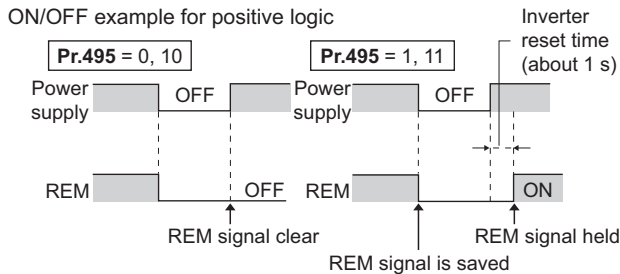 ON/OFF example for positive logic
Inverter
reset time
(about 1 s)
Pr.495 = 0, 10
Pr.495 = 1, 11
Power
supply
OFF
Power
supply
OFF
REM
OFF
REM
ON
REM signal clear
REM signal held
REM signal is saved